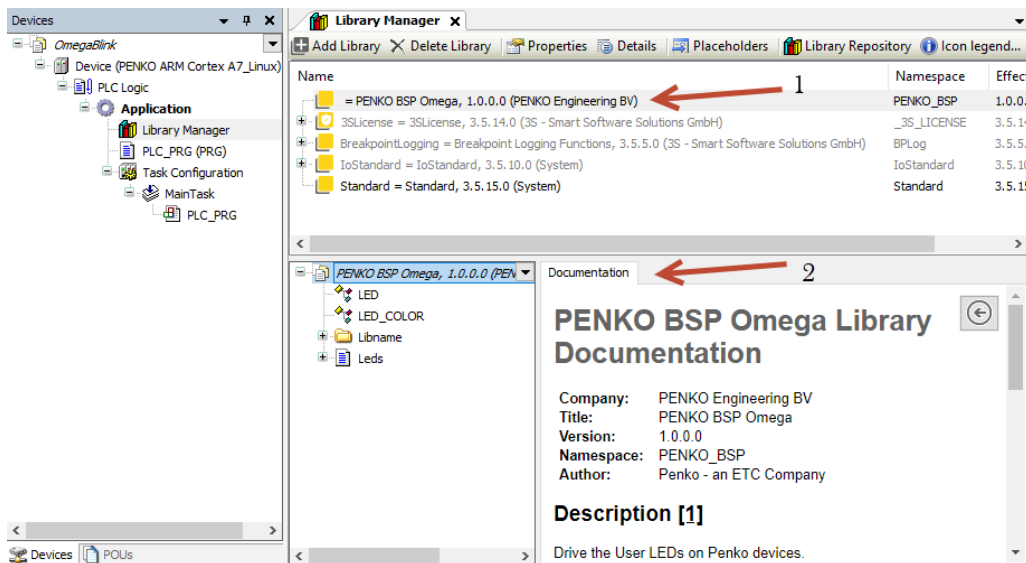 Devices
OmegaBlink
Device (PENKO ARM Cortex A7_Linux)
PLC Logic
Application
Library Manager
PLC_PRG (PRG)
Task Configuration
MainTask
PLC_PRG
Devices
POUs
Library Manager
Add Library Delete Library Properties Details Placeholders Library Repository Icon legend...
Name Namespace Effec
= PENKO BSP Omega, 1.0.0.0 (PENKO Engineering BV) PENKO_BSP 1.0.0.
1
3SLicense = 3SLicense, 3.5.14.0 (3S - Smart Software Solutions GmbH) _3S_LICENSE 3.5.14
BreakpointLogging = Breakpoint Logging Functions, 3.5.5.0 (3S - Smart Software Solutions GmbH) BPLog 3.5.5.
IoStandard = IoStandard, 3.5.10.0 (System) IoStandard 3.5.10
Standard = Standard, 3.5.15.0 (System) Standard 3.5.15
PENKO BSP Omega, 1.0.0.0 (PEN
LED
LED_COLOR
Libname
Leds
Documentation
2
PENKO BSP Omega Library
Documentation
Company: PENKO Engineering BV
Title: PENKO BSP Omega
Version: 1.0.0.0
Namespace: PENKO_BSP
Author: Penko - an ETC Company
Description [1]
Drive the User LEDs on Penko devices.